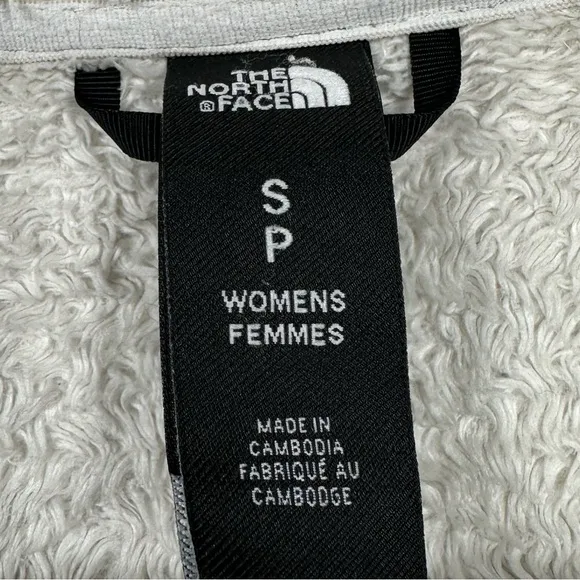 THE
NORTH
® FACE
S
P
WOMENS
FEMMES
MADE IN
CAMBODIA
FABRIQUÉ AU
CAMBODGE